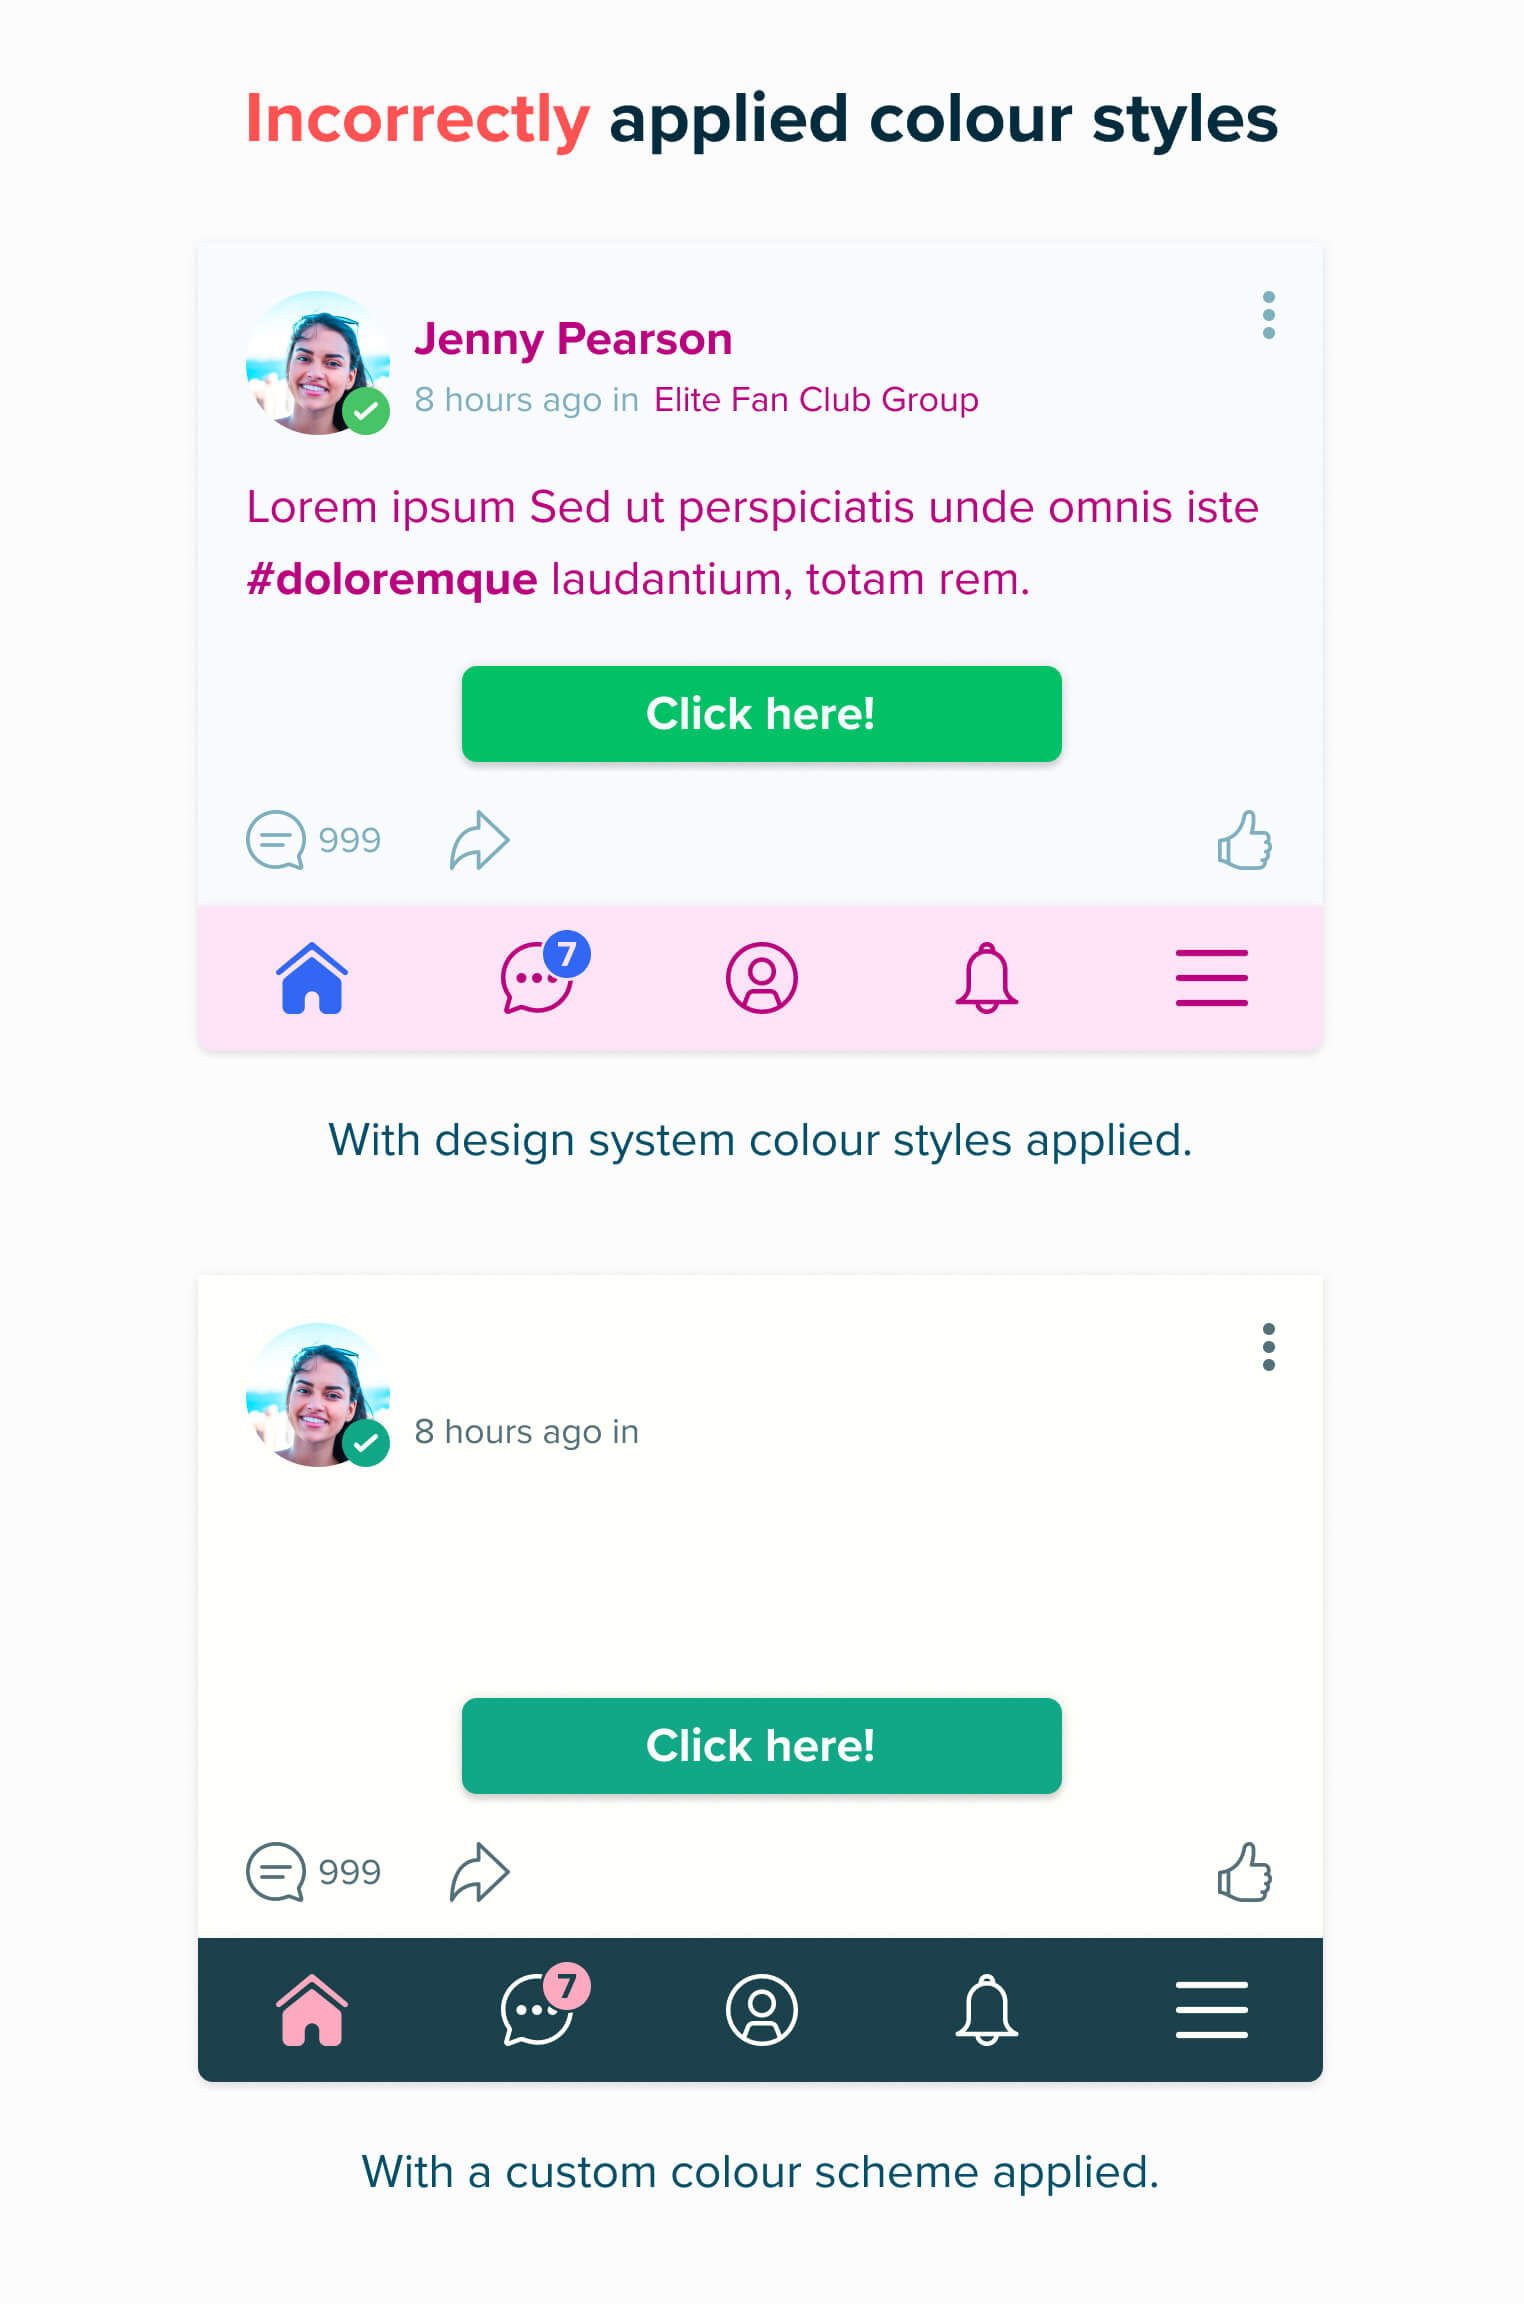 Incorrectly applied colour styles
Jenny Pearson
8 hours ago in Elite Fan Club Group
Lorem ipsum Sed ut perspiciatis unde omnis iste
#doloremque laudantium, totam rem.
Click here!
999
7
With design system colour styles applied.
8 hours ago in
Click here!
999
7
With a custom colour scheme applied.